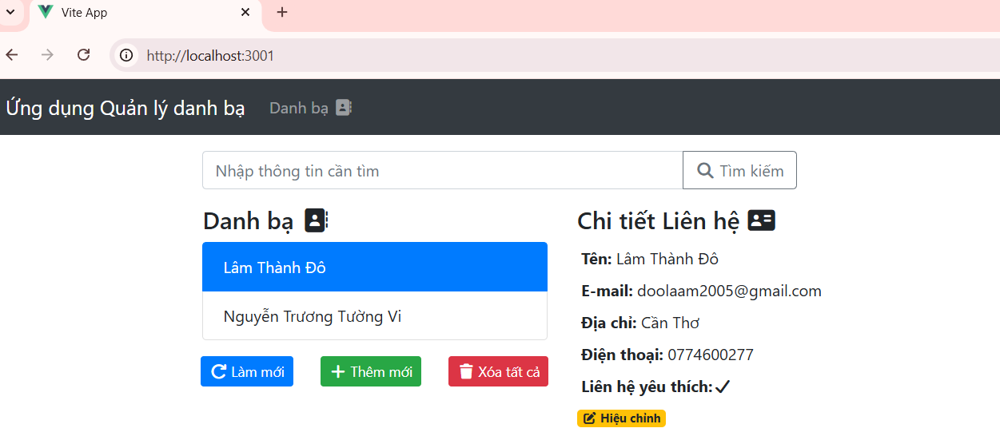 Vite App
http://localhost:3001
Ứng dụng Quản lý danh bạ Danh bạ
Nhập thông tin cần tìm Tìm kiếm
Danh bạ
Lâm Thành Đô
Nguyễn Trương Tường Vi
Làm mới Thêm mới Xóa tất cả
Chi tiết Liên hệ
Tên: Lâm Thành Đô
E-mail: doolaam2005@gmail.com
Địa chỉ: Cần Thơ
Điện thoại: 0774600277
Liên hệ yêu thích:
Hiệu chỉnh